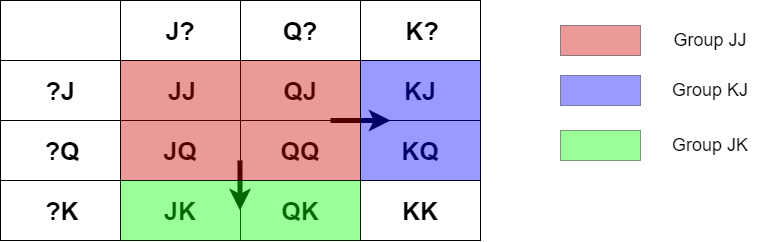 J? Q? K?
?J JJ QJ KJ
?Q JQ QQ KQ
?K JK QK KK
Group JJ
Group KJ
Group JK